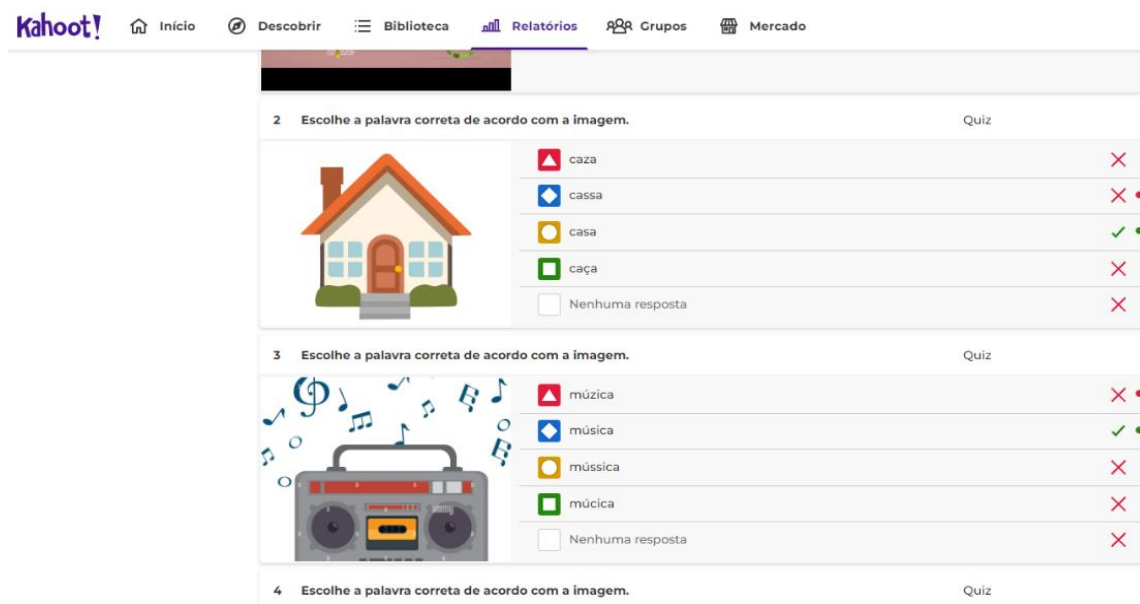 Kahoot! Início Descobrir Biblioteca Relatórios Grupos Mercado
2 Escolhe a palavra correta de acordo com a imagem. Quiz
caza
cassa
casa
caça
Nenhuma resposta
3 Escolhe a palavra correta de acordo com a imagem. Quiz
múzica
música
mússica
múcica
Nenhuma resposta
4 Escolhe a palavra correta de acordo com a imagem. Quiz